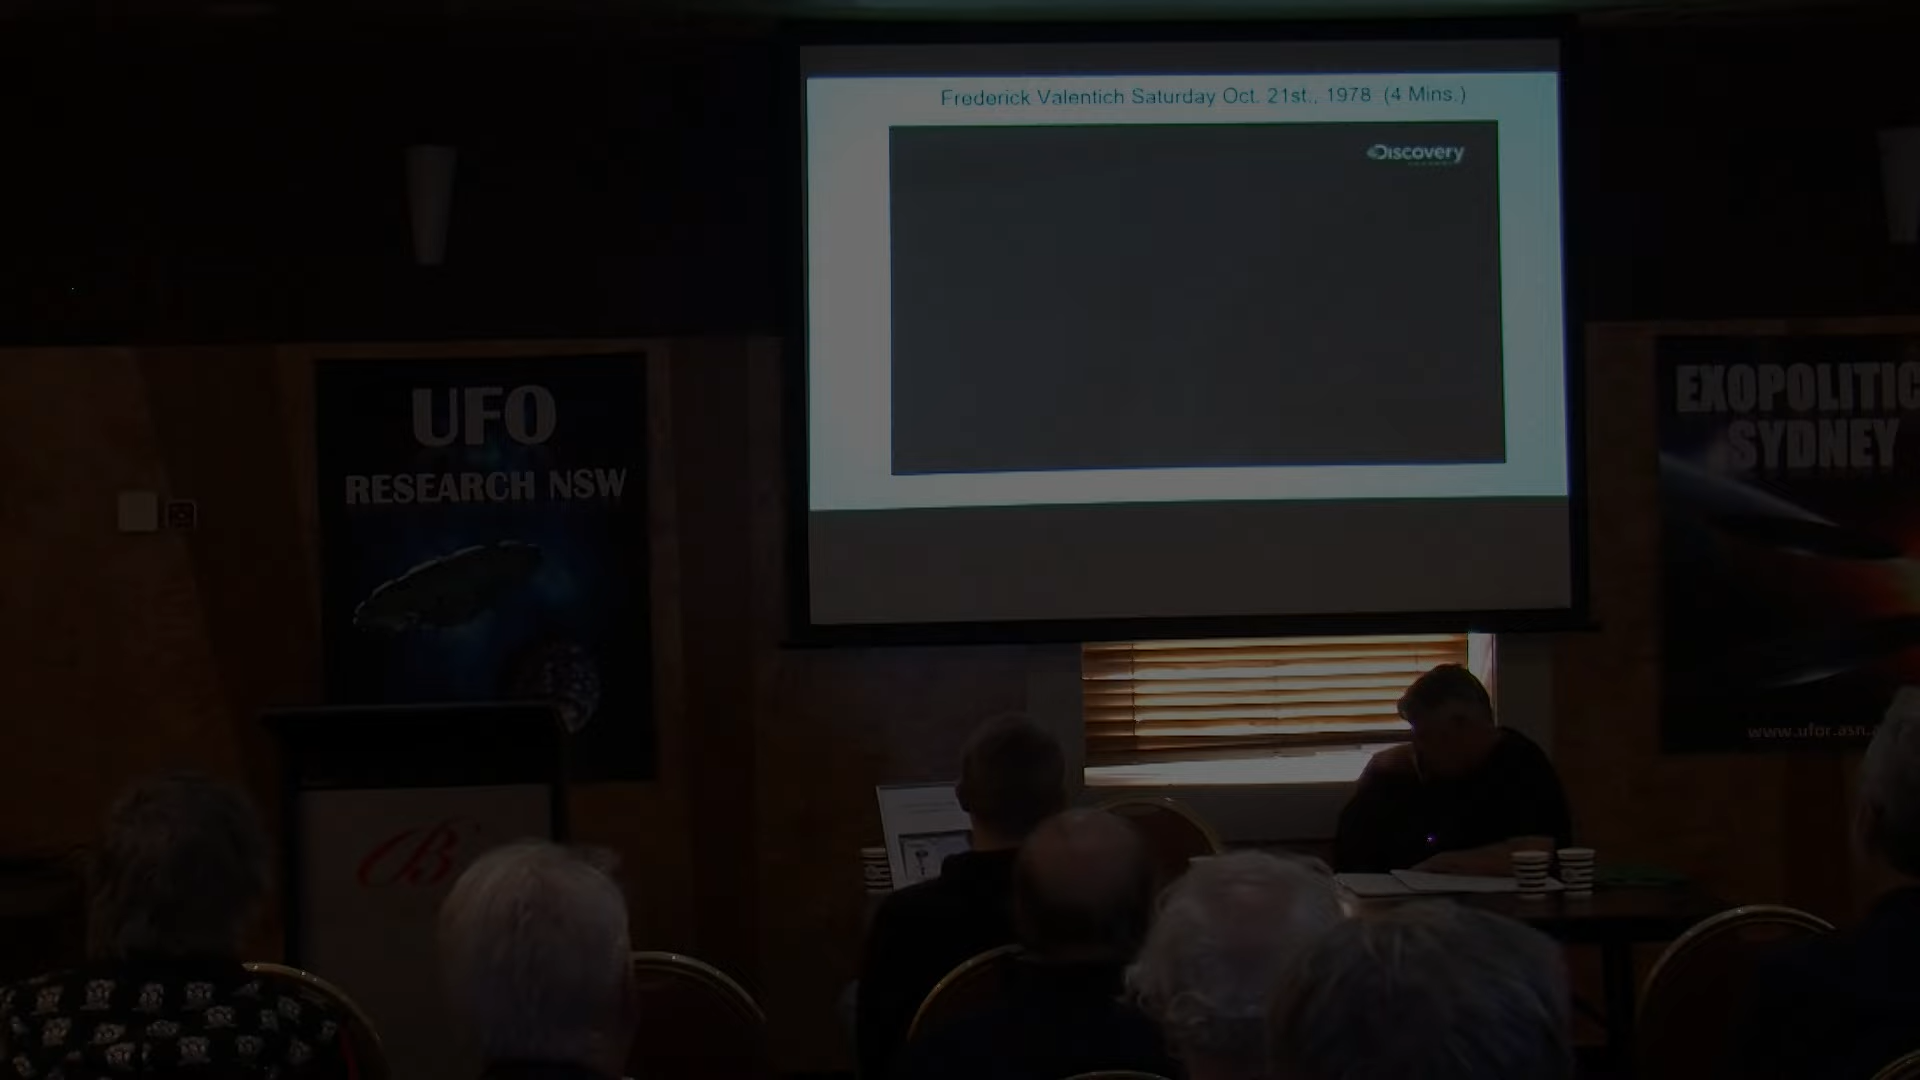 Frederick Valentich Saturday Oct. 21st., 1978 (4 Mins.)
Discovery
UFO
RESEARCH NSW
EXOPOLITIC
SYDNEY
www.ufor.asn.
B